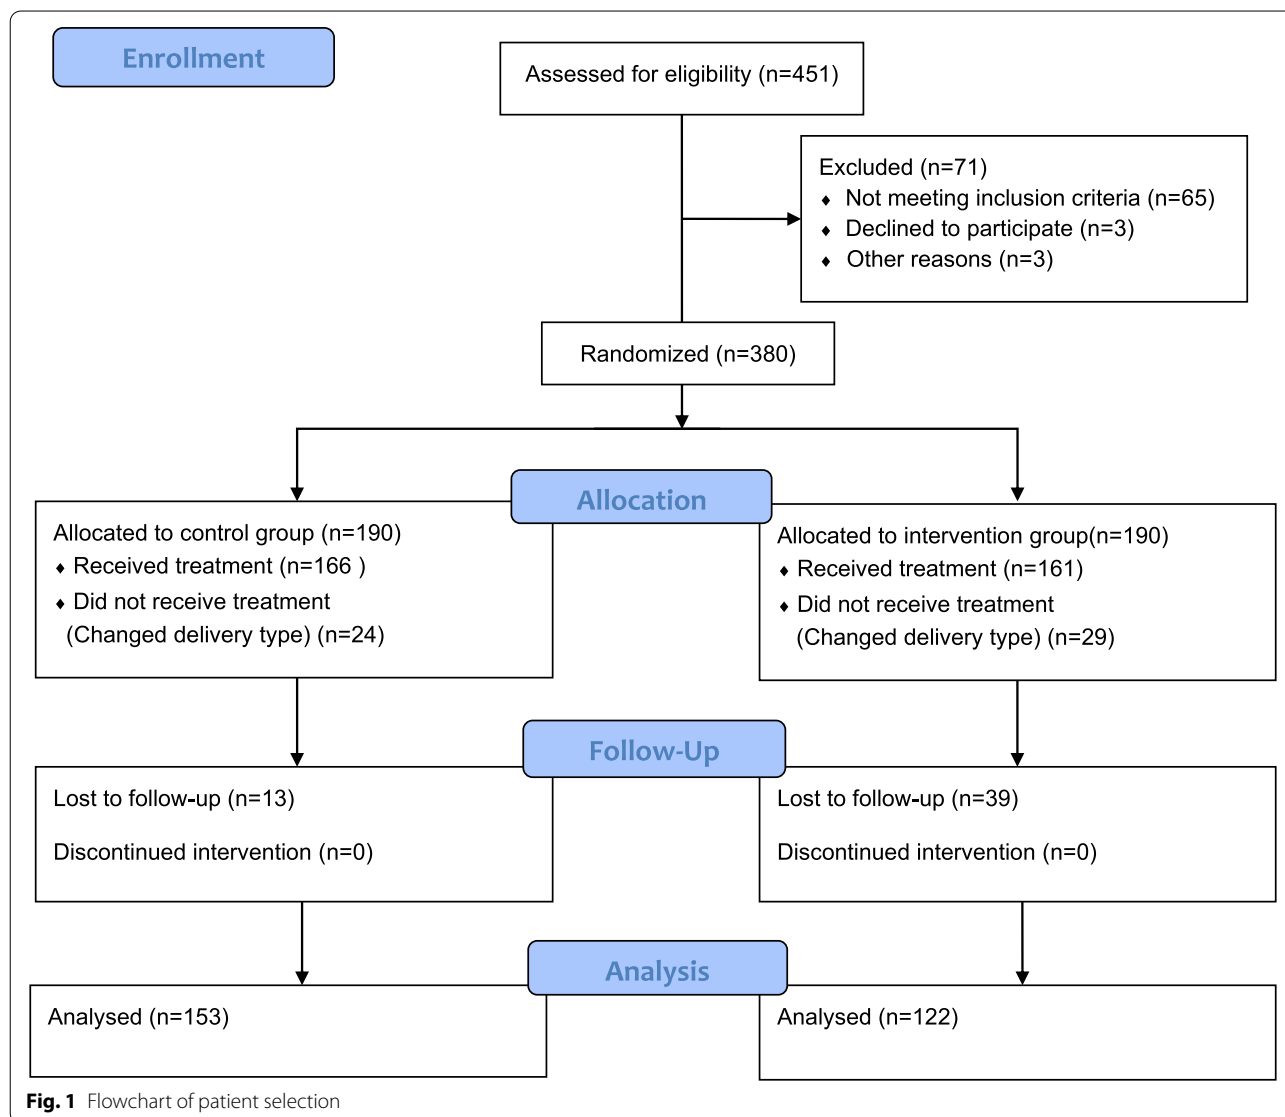 Enrollment
Assessed for eligibility (n=451)
Excluded (n=71)
♦ Not meeting inclusion criteria (n=65)
♦ Declined to participate (n=3)
♦ Other reasons (n=3)
Randomized (n=380)
Allocation
Allocated to control group (n=190)
♦ Received treatment (n=166 )
♦ Did not receive treatment
(Changed delivery type) (n=24)
Allocated to intervention group(n=190)
♦ Received treatment (n=161)
♦ Did not receive treatment
(Changed delivery type) (n=29)
Follow-Up
Lost to follow-up (n=13)
Discontinued intervention (n=0)
Lost to follow-up (n=39)
Discontinued intervention (n=0)
Analysis
Analysed (n=153)
Analysed (n=122)
Fig. 1 Flowchart of patient selection